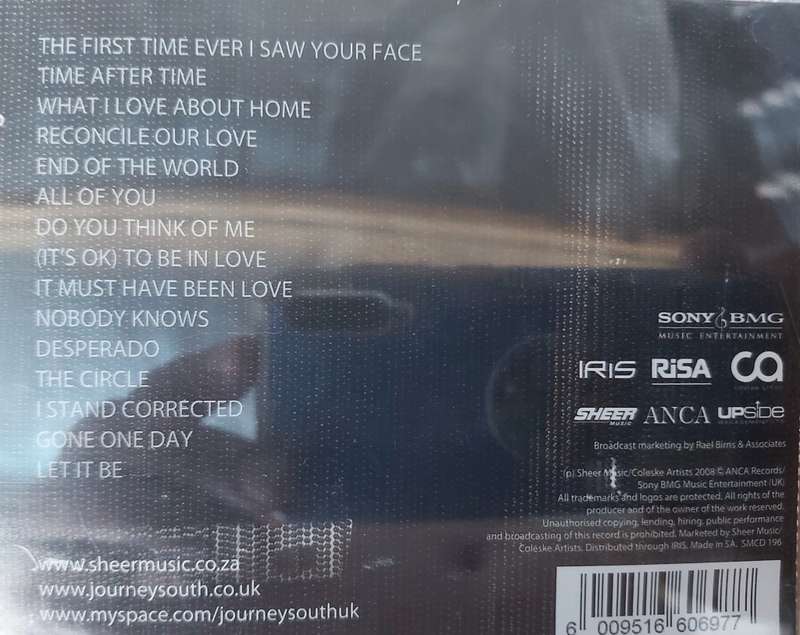 THE FIRST TIME EVER I SAW YOUR FACE
TIME AFTER TIME
WHAT I LOVE ABOUT HOME
RECONCILE OUR LOVE
END OF THE WORLD
ALL OF YOU
DO YOU THINK OF ME
(IT'S OK) TO BE IN LOVE
IT MUST HAVE BEEN LOVE
NOBODY KNOWS
DESPERADO
THE CIRCLE
I STAND CORRECTED
GONE ONE DAY
LET IT BE
www.sheermusic.co.za
www.journeysouth.co.uk
www.myspace.com/journeysouthuk
SONY BMG
MUSIC ENTERTAINMENT
IRIS RiSA ca
SHEER MUSIC ANCA UPSIDE
Broadcast marketing by Rael Birns & Associates
(p) Sheer Music/Coleske Artists 2008 © ANCA Records/
Sony BMG Music Entertainment (UK)
All trademarks and logos are protected. All rights of the
producer and of the owner of the work reserved.
Unauthorised copying, lending, hiring, public performance
and broadcasting of this record is prohibited. Marketed by Sheer Music/
Coleske Artists. Distributed through IRIS. Made in SA. SMCD 196
6 009516 606977